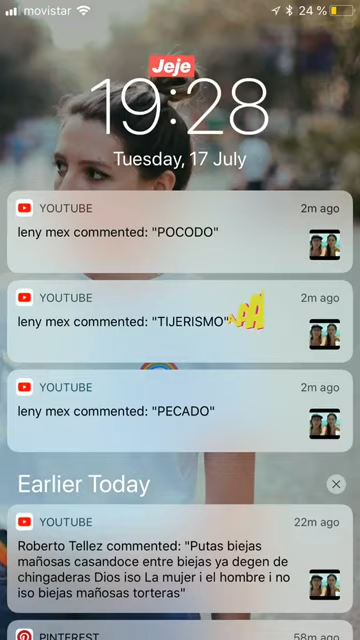 movistar 24 %
Jeje
19:28
Tuesday, 17 July
YOUTUBE 2m ago
leny mex commented: "POCODO"
YOUTUBE 2m ago
leny mex commented: "TIJERISMO"
AAA
YOUTUBE 2m ago
leny mex commented: "PECADO"
Earlier Today
YOUTUBE 22m ago
Roberto Tellez commented: "Putas biejas
mañosas casandoce entre biejas ya degen de
chingaderas Dios iso La mujer i el hombre i no
iso biejas mañosas torteras"
PINTEREST 58m ago